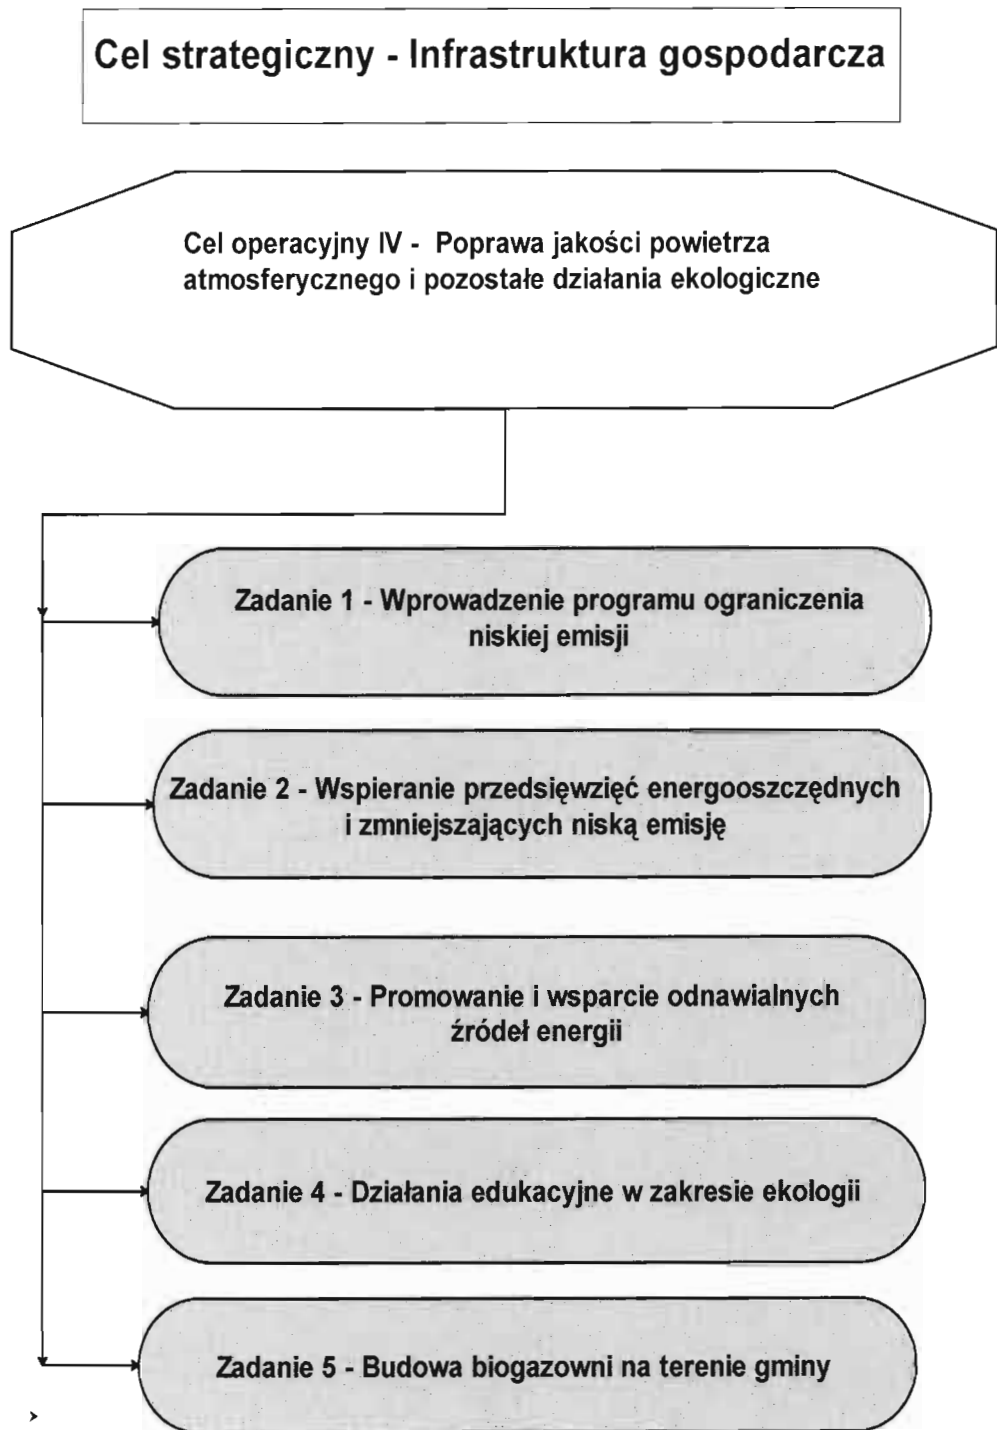 Cel strategiczny - Infrastruktura gospodarcza
Cel operacyjny IV - Poprawa jakości powietrza
atmosferycznego i pozostałe działania ekologiczne
Zadanie 1 - Wprowadzenie programu ograniczenia
niskiej emisji
Zadanie 2 - Wspieranie przedsięwzięć energooszczędnych
i zmniejszających niską emisję
Zadanie 3 - Promowanie i wsparcie odnawialnych
źródeł energii
Zadanie 4 - Działania edukacyjne w zakresie ekologii
Zadanie 5 - Budowa biogazowni na terenie gminy